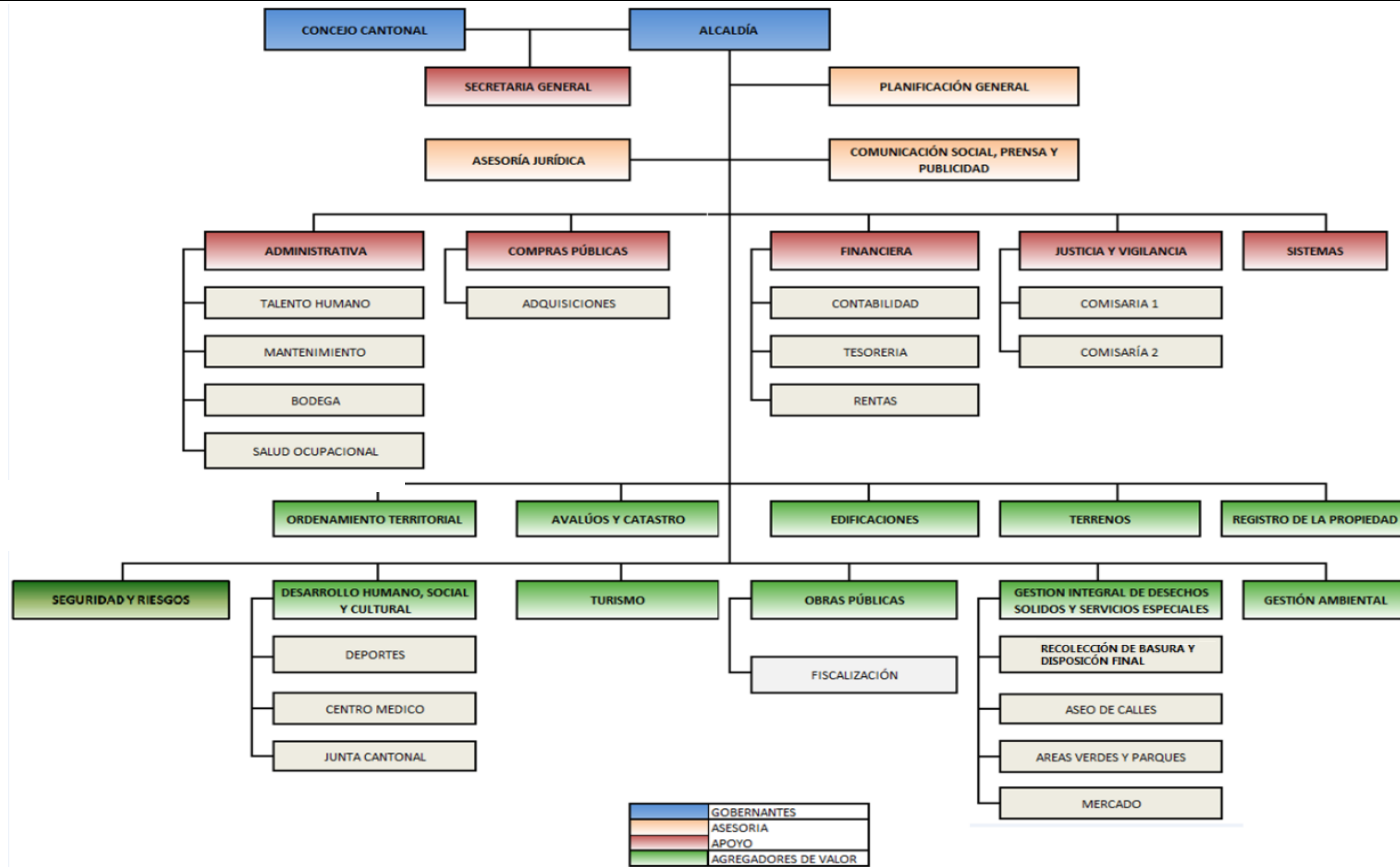 CONCEJO CANTONAL
ALCALDÍA
SECRETARIA GENERAL
PLANIFICACIÓN GENERAL
ASESORÍA JURÍDICA
COMUNICACIÓN SOCIAL, PRENSA Y
PUBLICIDAD
ADMINISTRATIVA
COMPRAS PÚBLICAS
FINANCIERA
JUSTICIA Y VIGILANCIA
SISTEMAS
TALENTO HUMANO
ADQUISICIONES
CONTABILIDAD
COMISARIA 1
MANTENIMIENTO
TESORERIA
COMISARÍA 2
BODEGA
RENTAS
SALUD OCUPACIONAL
ORDENAMIENTO TERRITORIAL
AVALÚOS Y CATASTRO
EDIFICACIONES
TERRENOS
REGISTRO DE LA PROPIEDAD
SEGURIDAD Y RIESGOS
DESARROLLO HUMANO, SOCIAL
Y CULTURAL
TURISMO
OBRAS PÚBLICAS
GESTION INTEGRAL DE DESECHOS
SOLIDOS Y SERVICIOS ESPECIALES
GESTIÓN AMBIENTAL
DEPORTES
FISCALIZACIÓN
RECOLECCIÓN DE BASURA Y
DISPOSICÓN FINAL
CENTRO MEDICO
ASEO DE CALLES
JUNTA CANTONAL
AREAS VERDES Y PARQUES
MERCADO
GOBERNANTES
ASESORIA
APOYO
AGREGADORES DE VALOR